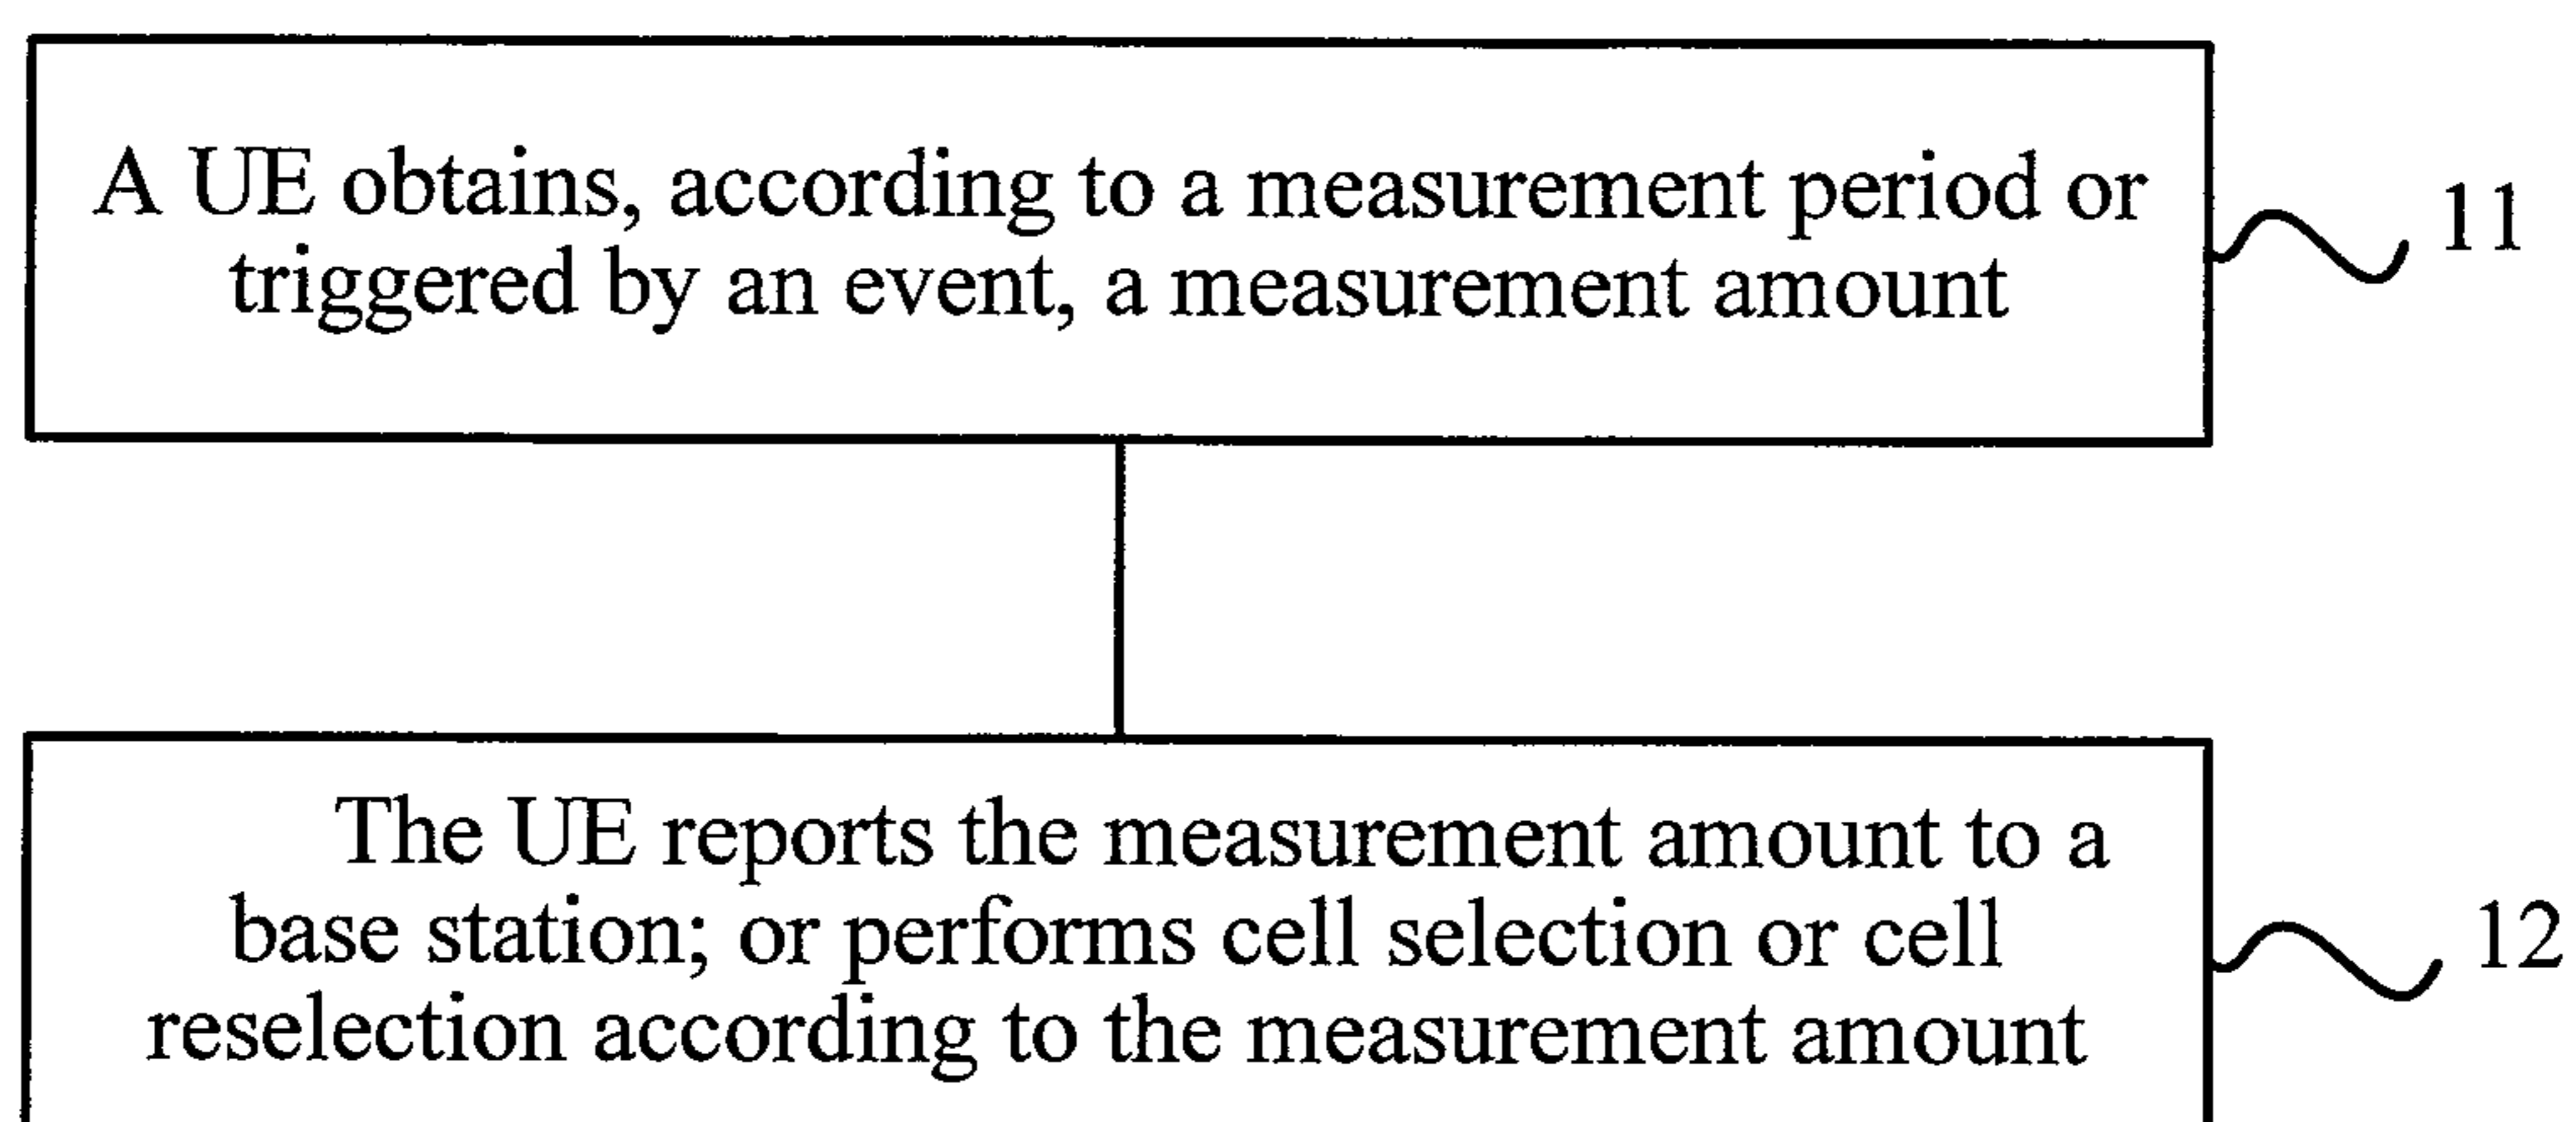 A UE obtains, according to a measurement period or
triggered by an event, a measurement amount
11
The UE reports the measurement amount to a
base station; or performs cell selection or cell
reselection according to the measurement amount
12